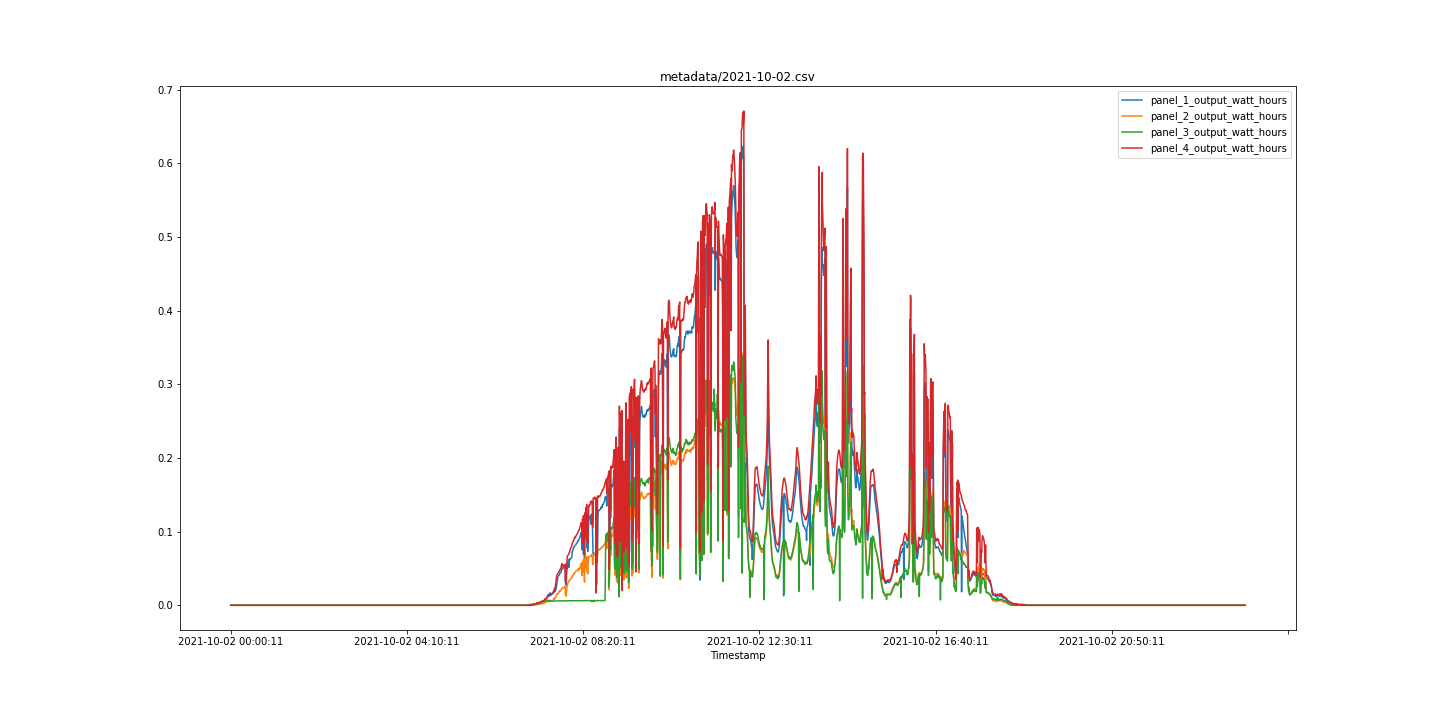 metadata/2021-10-02.csv
0.7
0.6
0.5
0.4
0.3
0.2
0.1
0.0
panel_1_output_watt_hours
panel_2_output_watt_hours
panel_3_output_watt_hours
panel_4_output_watt_hours
2021-10-02 00:00:11 2021-10-02 04:10:11 2021-10-02 08:20:11 2021-10-02 12:30:11 2021-10-02 16:40:11 2021-10-02 20:50:11
Timestamp